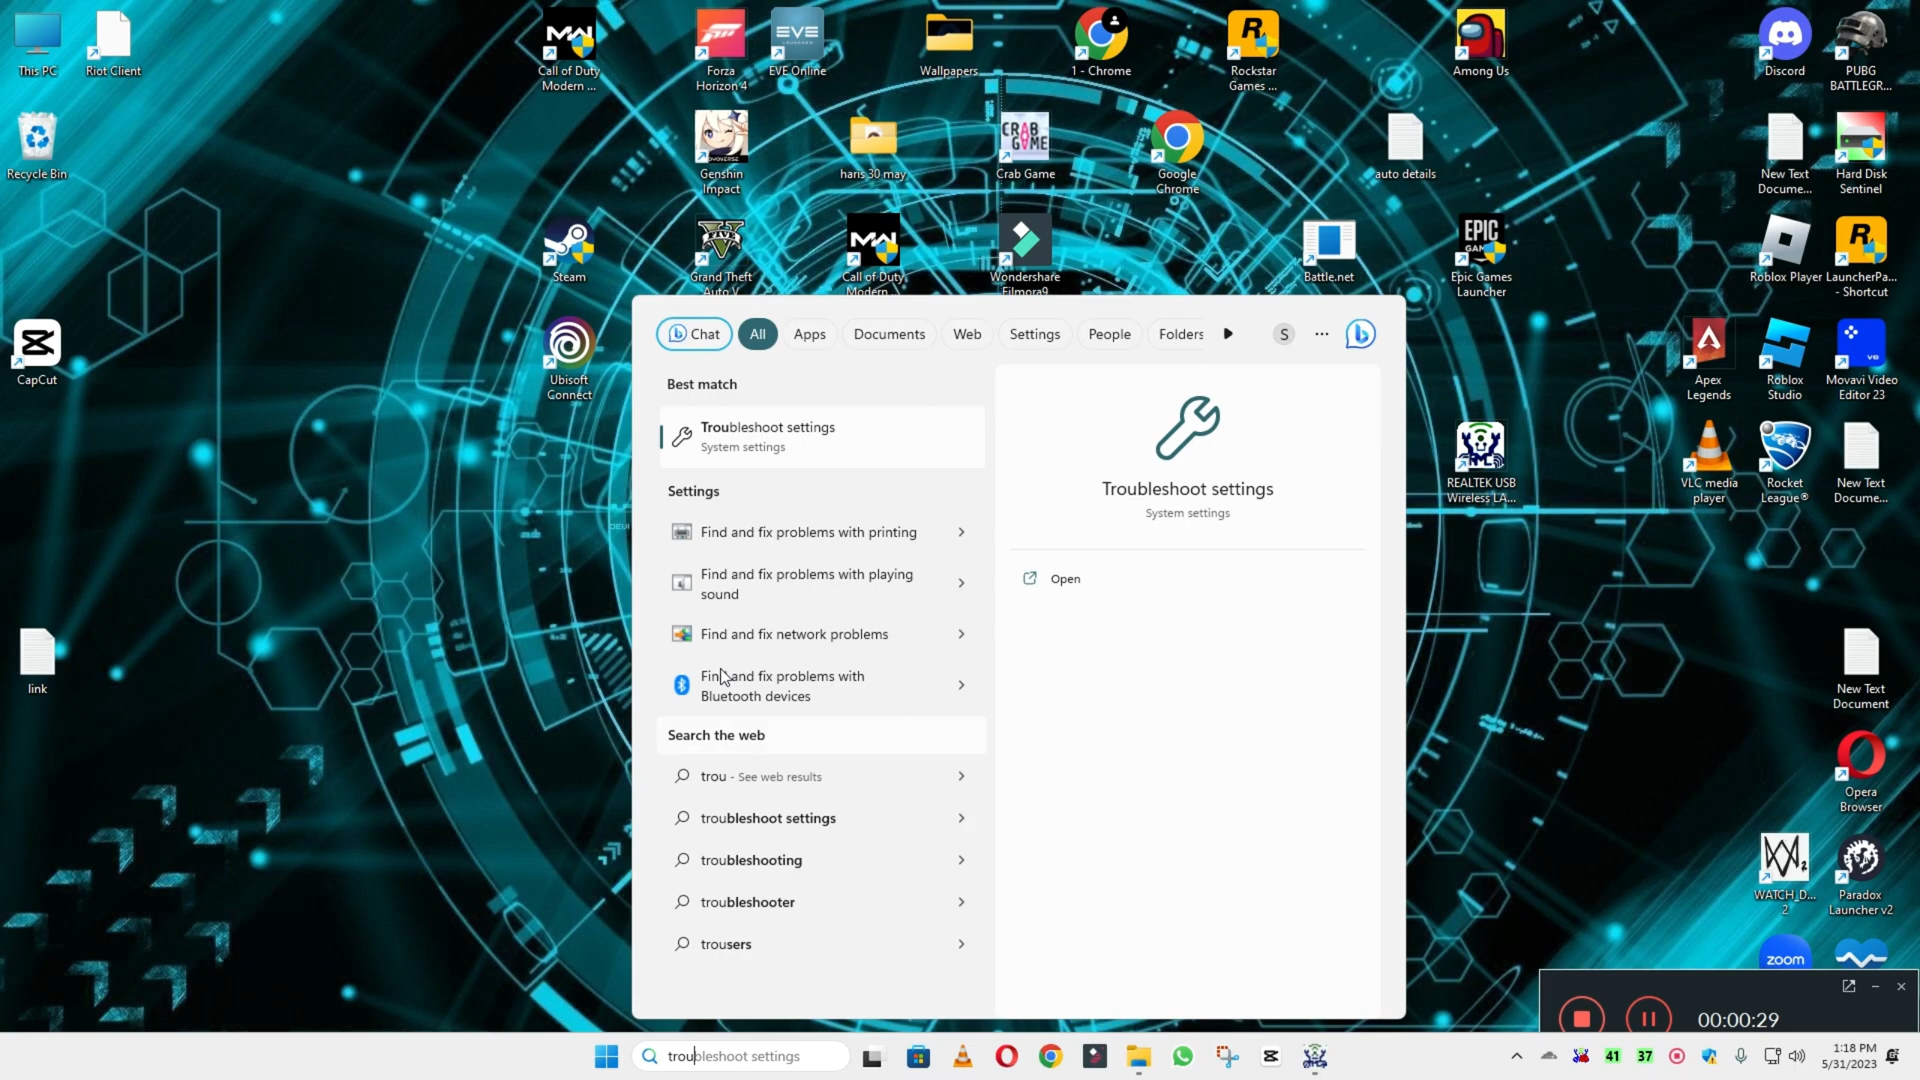 This PC
Riot Client
Call of Duty
Modern ...
Forza
Horizon 4
EVE
EVE Online
Wallpapers
1 - Chrome
Rockstar
Games ...
Among Us
Discord
PUBG
BATTLEGR...
Recycle Bin
Genshin
Impact
haris 30 may
CRAB
GAME
Crab Game
Google
Chrome
auto details
New Text
Docume...
Hard Disk
Sentinel
Steam
Grand Theft
Auto V
Call of Duty
Modern ...
Wondershare
Filmora9
Battle.net
EPIC
Epic Games
Launcher
Roblox Player
LauncherPa...
- Shortcut
CapCut
Ubisoft
Connect
Apex
Legends
Roblox
Studio
Movavi Video
Editor 23
REALTEK USB
Wireless LA...
VLC media
player
Rocket
League®
New Text
Docume...
link
New Text
Document
Opera
Browser
WATCH_D...
2
Paradox
Launcher v2
zoom
Chat
All
Apps
Documents
Web
Settings
People
Folders
S
Best match
Troubleshoot settings
System settings
Settings
Find and fix problems with printing
Find and fix problems with playing
sound
Find and fix network problems
Find and fix problems with
Bluetooth devices
Search the web
trou - See web results
troubleshoot settings
troubleshooting
troubleshooter
trousers
Troubleshoot settings
System settings
Open
00:00:29
troubleshoot settings
41
37
1:18 PM
5/31/2023